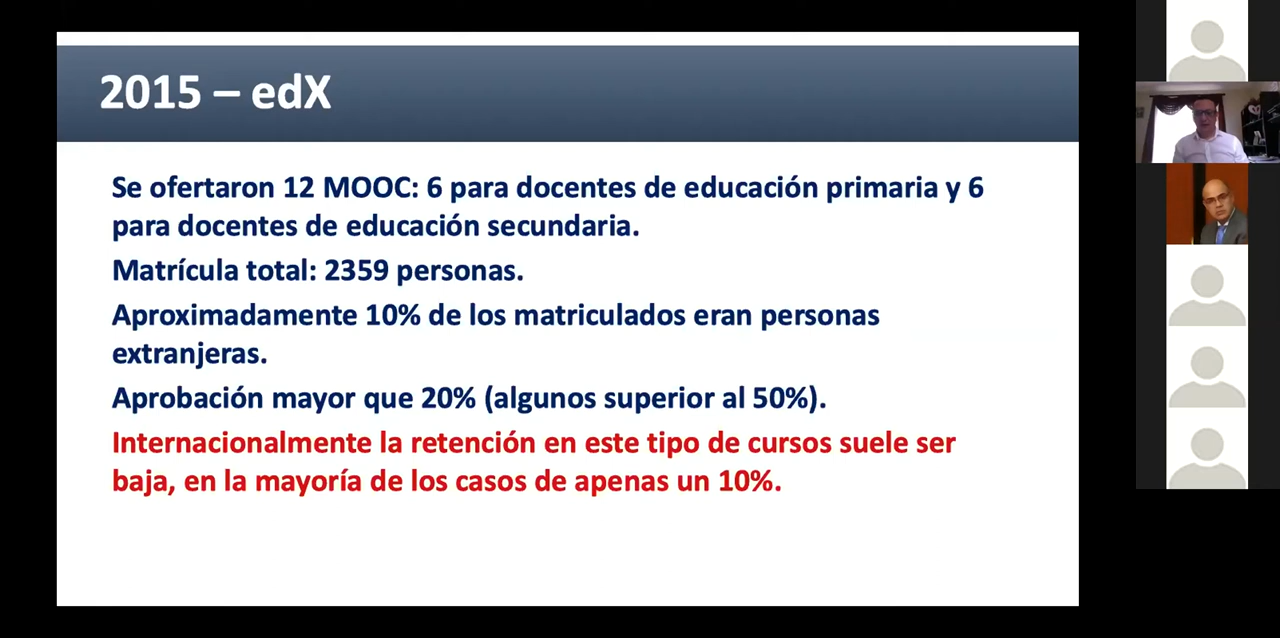 2015 – edX
Se ofertaron 12 MOOC: 6 para docentes de educación primaria y 6
para docentes de educación secundaria.
Matrícula total: 2359 personas.
Aproximadamente 10% de los matriculados eran personas
extranjeras.
Aprobación mayor que 20% (algunos superior al 50%).
Internacionalmente la retención en este tipo de cursos suele ser
baja, en la mayoría de los casos de apenas un 10%.